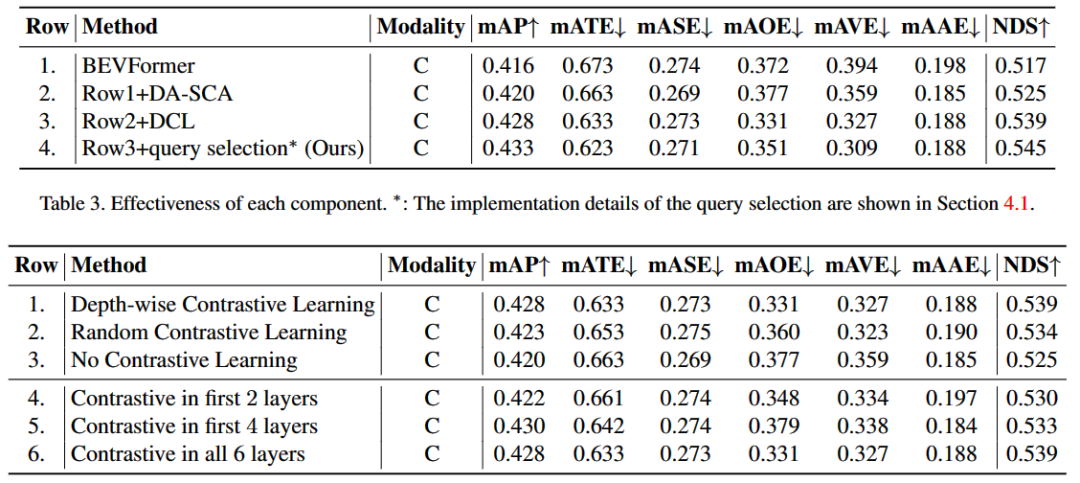 Row Method Modality mAP↑ mATE↓ mASE↓ mAOE↓ mAVE↓ mAAE↓ NDS↑
1. BEVFormer C 0.416 0.673 0.274 0.372 0.394 0.198 0.517
2. Row1+DA-SCA C 0.420 0.663 0.269 0.377 0.359 0.185 0.525
3. Row2+DCL C 0.428 0.633 0.273 0.331 0.327 0.188 0.539
4. Row3+query selection* (Ours) C 0.433 0.623 0.271 0.351 0.309 0.188 0.545
Table 3. Effectiveness of each component. *: The implementation details of the query selection are shown in Section 4.1.
Row Method Modality mAP↑ mATE↓ mASE↓ mAOE↓ mAVE↓ mAAE↓ NDS↑
1. Depth-wise Contrastive Learning C 0.428 0.633 0.273 0.331 0.327 0.188 0.539
2. Random Contrastive Learning C 0.423 0.653 0.275 0.360 0.323 0.190 0.534
3. No Contrastive Learning C 0.420 0.663 0.269 0.377 0.359 0.185 0.525
4. Contrastive in first 2 layers C 0.422 0.661 0.274 0.348 0.334 0.197 0.530
5. Contrastive in first 4 layers C 0.430 0.642 0.274 0.379 0.338 0.184 0.533
6. Contrastive in all 6 layers C 0.428 0.633 0.273 0.331 0.327 0.188 0.539